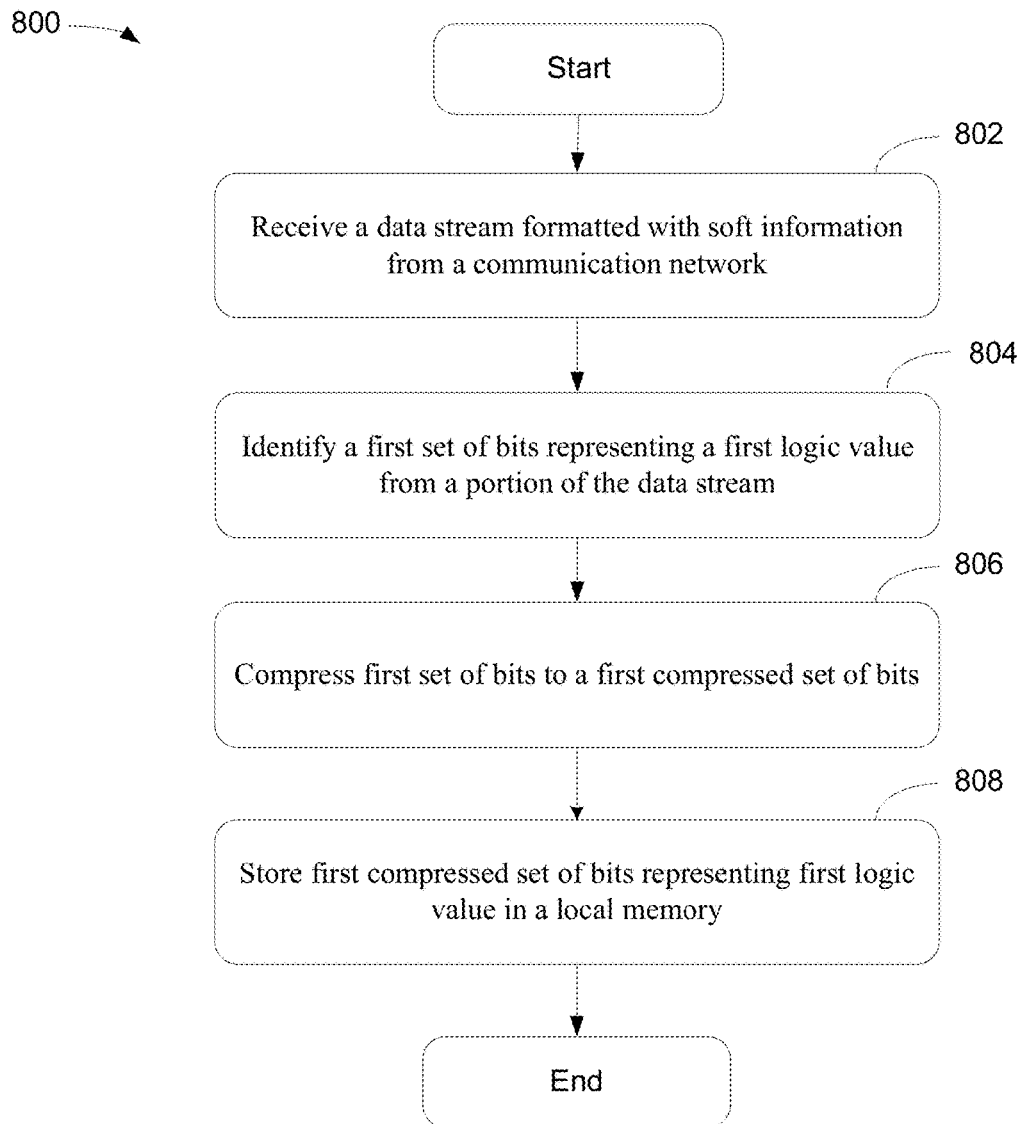 800
Start
802
Receive a data stream formatted with soft information
from a communication network
804
Identify a first set of bits representing a first logic value
from a portion of the data stream
806
Compress first set of bits to a first compressed set of bits
808
Store first compressed set of bits representing first logic
value in a local memory
End